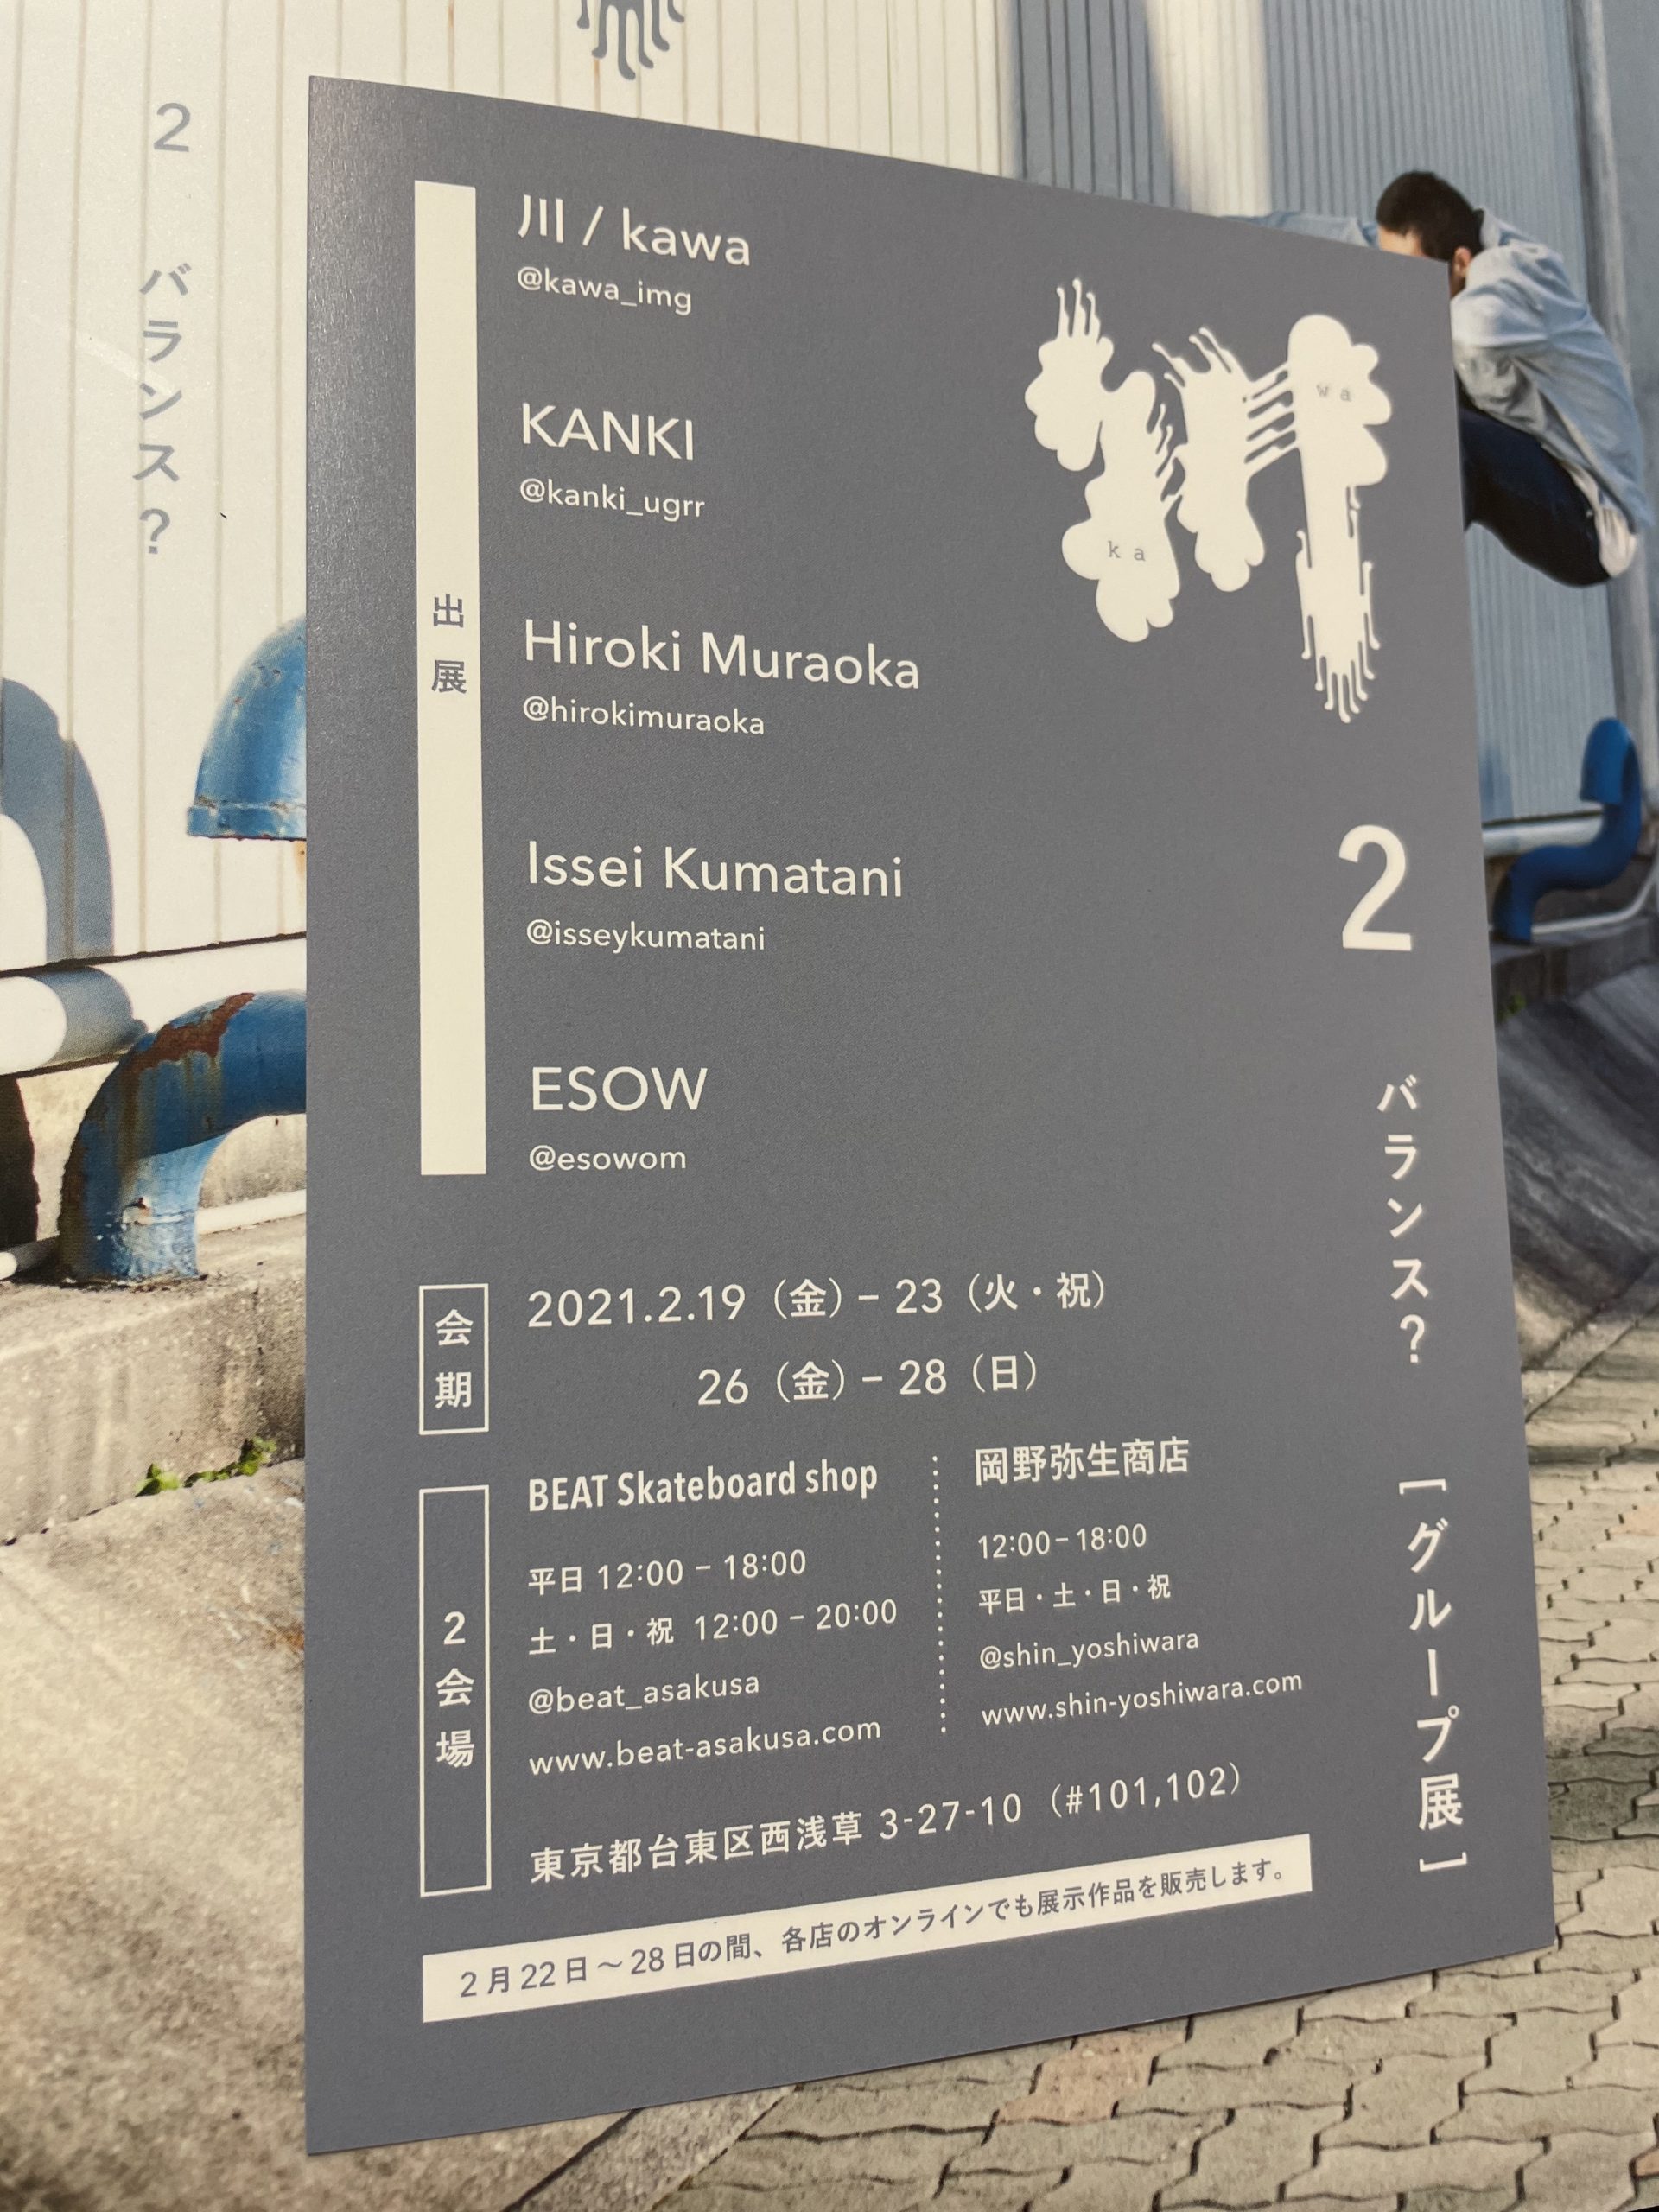 2 バランス?
出展
川 / kawa
@kawa_img
KANKI
@kanki_ugrr
Hiroki Muraoka
@hirokimuraoka
Issei Kumatani
@isseykumatani
ESOW
@esowom
会期
2021.2.19（金）– 23（火・祝）
26（金）– 28（日）
2会場
BEAT Skateboard shop
平日 12:00 – 18:00
土・日・祝 12:00 – 20:00
@beat_asakusa
www.beat-asakusa.com
岡野弥生商店
12:00 – 18:00
平日・土・日・祝
@shin_yoshiwara
www.shin-yoshiwara.com
東京都台東区西浅草 3-27-10（#101,102）
2月22日〜28日の間、各店のオンラインでも展示作品を販売します。
ka
wa
2 バランス? [グループ展]